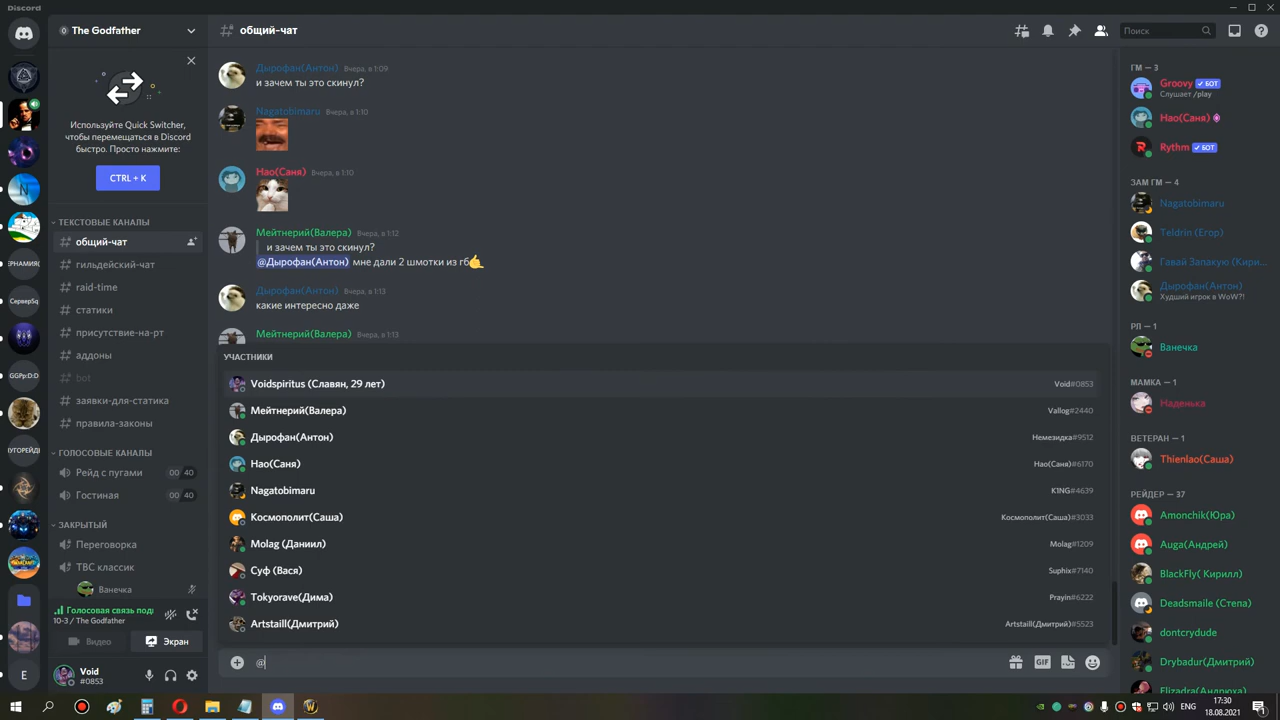 Discord
The Godfather
Используйте Quick Switcher,
чтобы перемещаться в Discord
быстро. Просто нажмите:
CTRL + K
ТЕКСТОВЫЕ КАНАЛЫ
общий-чат
гильдейский-чат
raid-time
статики
присутствие-на-рт
аддоны
bot
заявки-для-статика
правила-законы
ГОЛОСОВЫЕ КАНАЛЫ
Рейд с пугами 00 40
Гостиная 00 40
ЗАКРЫТЫЙ
Переговорка
ТВС классик
Ванечка
Голосовая связь подк
10-3 / The Godfather
Видео Экран
Void
#0853
СерверSq
GGPp:D:D
E
общий-чат
Дырофан(Антон) Вчера, в 1:09
и зачем ты это скинул?
Nagatobimaru Вчера, в 1:10
Нао(Саня) Вчера, в 1:10
Мейтнерий(Валера) Вчера, в 1:12
и зачем ты это скинул?
@Дырофан(Антон) мне дали 2 шмотки из гб
Дырофан(Антон) Вчера, в 1:13
какие интересно даже
Мейтнерий(Валера) Вчера, в 1:13
УЧАСТНИКИ
Voidspiritus (Славян, 29 лет) Void#0853
Мейтнерий(Валера) Vallog#2440
Дырофан(Антон) Немезидка#9512
Нао(Саня) Нао(Саня)#6170
Nagatobimaru K1NG#4639
Космополит(Саша) Космополит(Саша)#3033
Molag (Даниил) Molag#1209
Суф (Вася) Suphix#7140
Tokyorave(Дима) Prayin#6222
Artstaill(Дмитрий) Artstaill(Дмитрий)#5523
@
GIF
Поиск
ГМ — 3
Groovy БОТ
Слушает /play
Нао(Саня)
Rythm БОТ
ЗАМ ГМ — 4
Nagatobimaru
Teldrin (Егор)
Гавай Запакую (Кири...
Дырофан(Антон)
Худший игрок в WoW?!
РЛ — 1
Ванечка
МАМКА — 1
Наденька
ВЕТЕРАН — 1
Thienlao(Саша)
РЕЙДЕР — 37
Amonchik(Юра)
Auga(Андрей)
BlackFly( Кирилл)
Deadsmaile (Степа)
dontcrydude
Drybadur(Дмитрий)
Elizadra(Андрюха)
ENG
17:30
18.08.2021